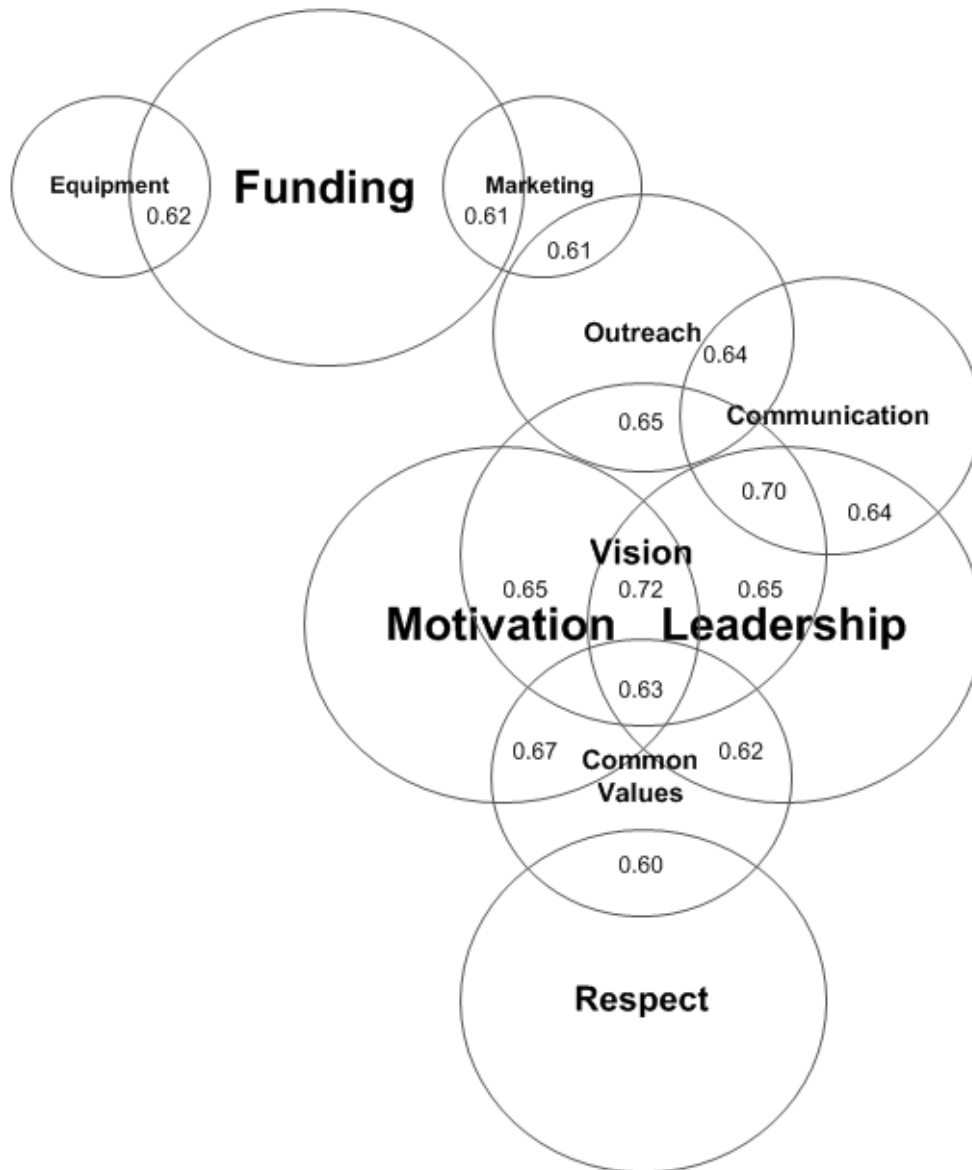 Equipment
Funding
Marketing
0.62
0.61
0.61
Outreach
0.64
Communication
0.65
0.70
0.64
Vision
0.65
0.72
0.65
Motivation
Leadership
0.63
0.67
Common
Values
0.62
0.60
Respect